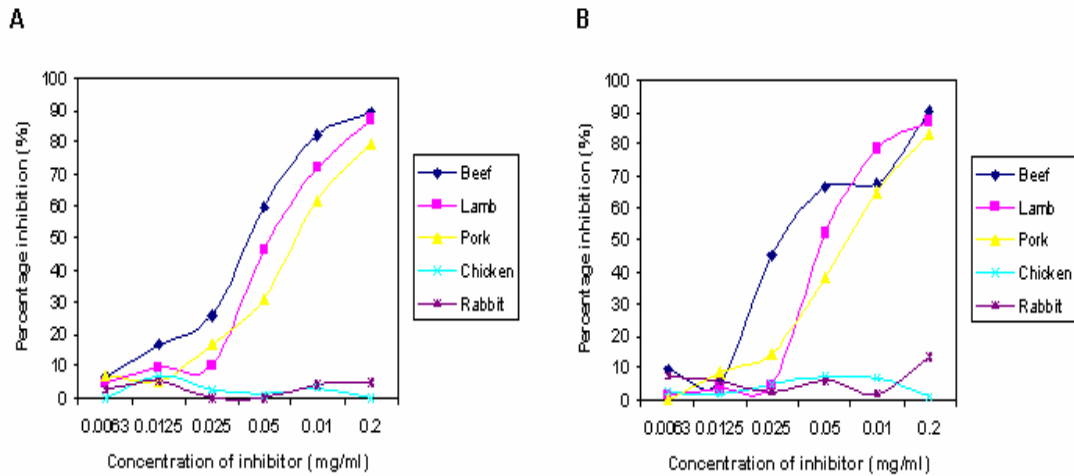 A
Percentage inhibition (%)
100
90
80
70
60
50
40
30
20
10
0
0.0063 0.0125 0.025 0.05 0.01 0.2
Concentration of inhibitor (mg/ml)
Beef
Lamb
Pork
Chicken
Rabbit
B
Percentage inhibition (%)
100
90
80
70
60
50
40
30
20
10
0
0.0063 0.0125 0.025 0.05 0.01 0.2
Concentration of inhibitor (mg/ml)
Beef
Lamb
Pork
Chicken
Rabbit